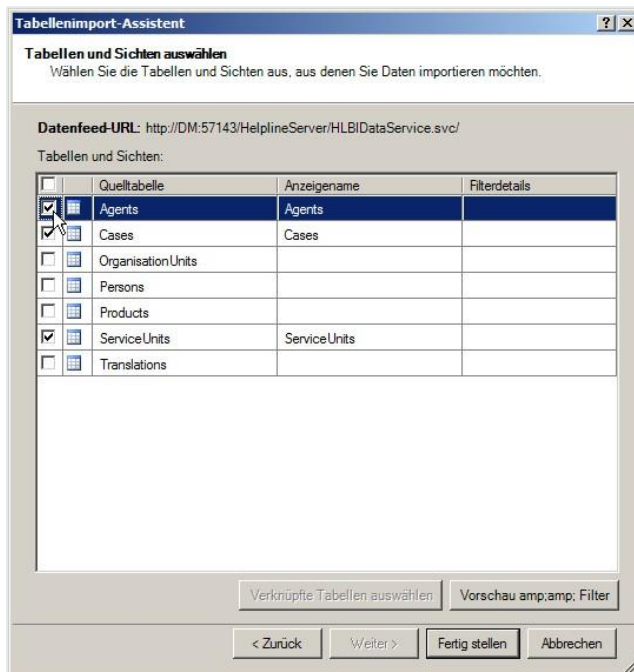 Tabellenimport-Assistent
Tabellen und Sichten auswählen
Wählen Sie die Tabellen und Sichten aus, aus denen Sie Daten importieren möchten.
Datenfeed-URL: http://DM:57143/HelplineServer/HLBIDataService.svc/
Tabellen und Sichten:
Quelltabelle Anzeigename Filterdetails
Agents Agents
Cases Cases
OrganisationUnits
Persons
Products
ServiceUnits ServiceUnits
Translations
Verknüpfte Tabellen auswählen Vorschau amp;amp; Filter
< Zurück Weiter > Fertig stellen Abbrechen